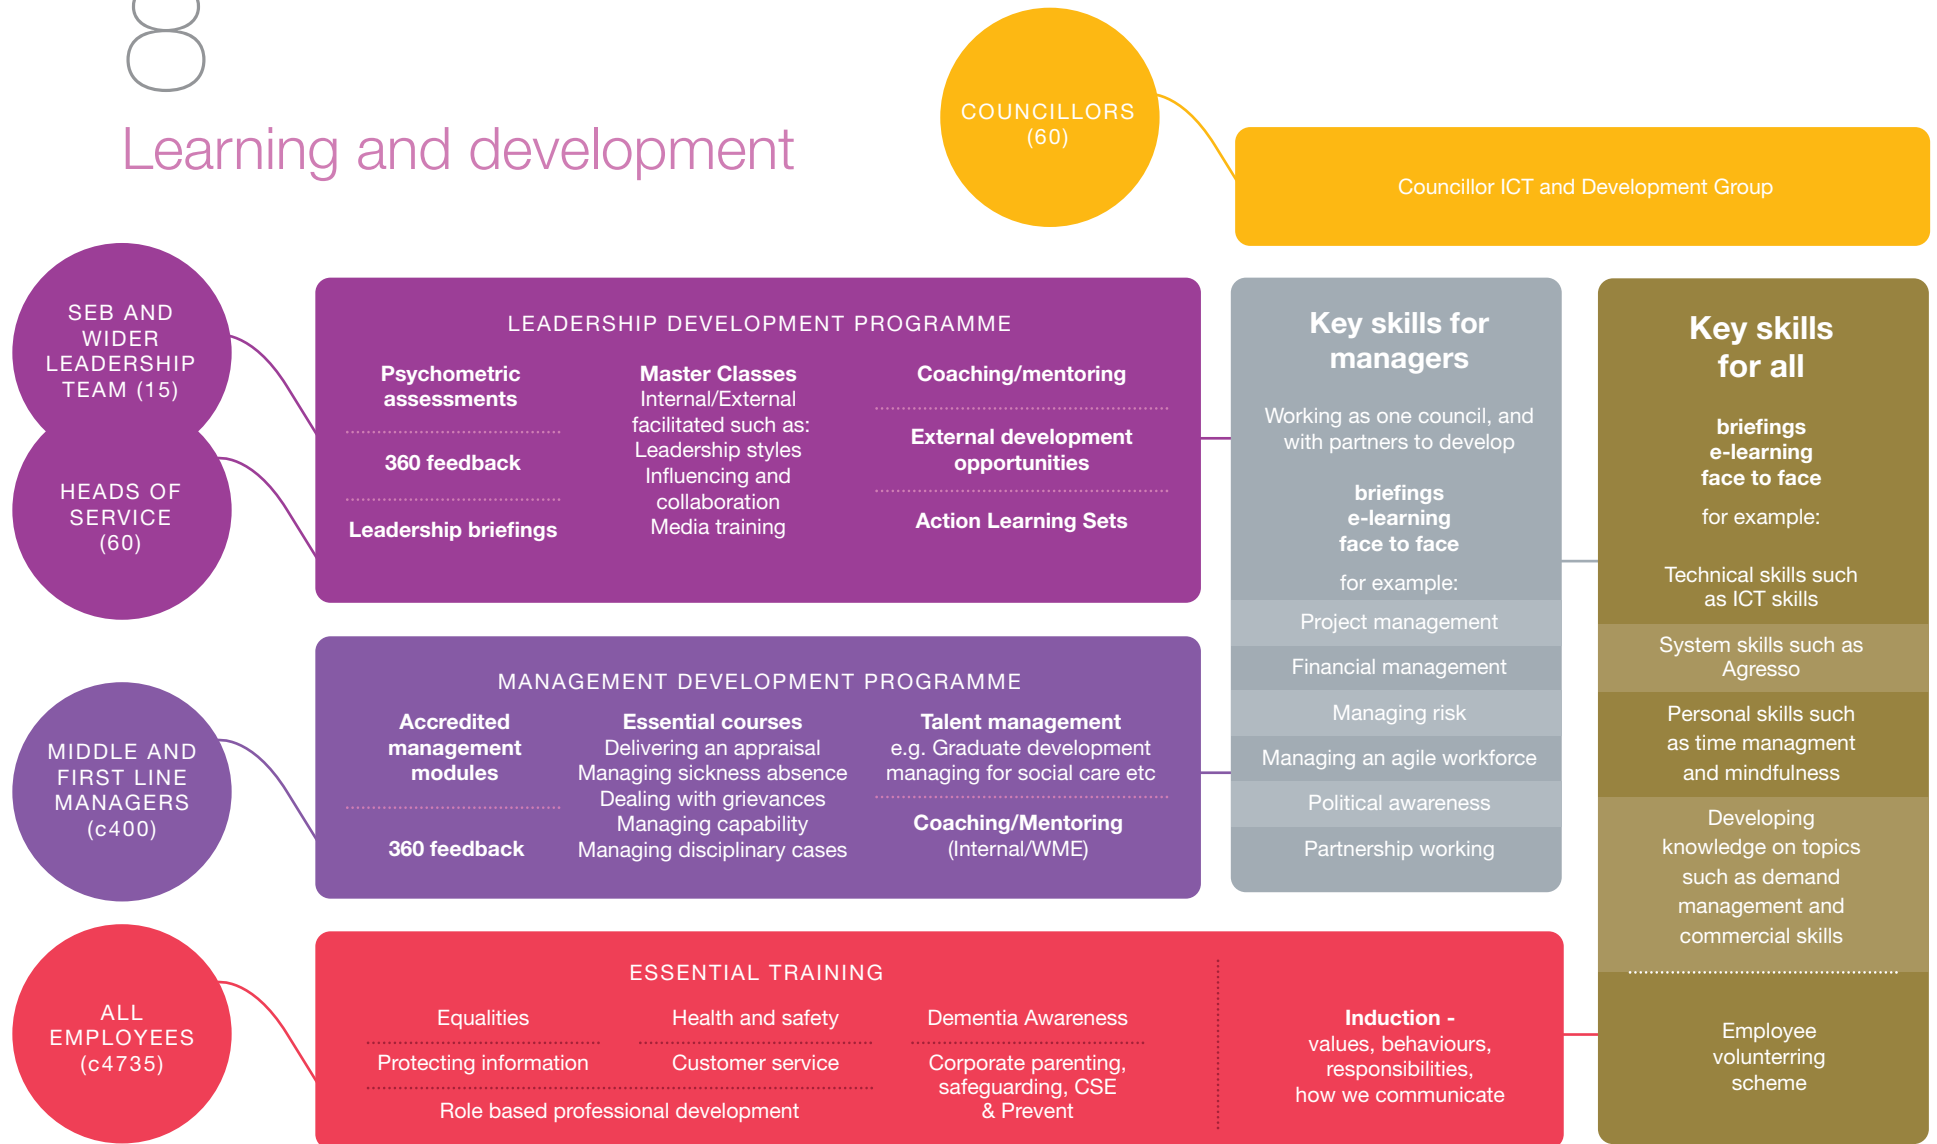 8
Learning and development
COUNCILLORS
(60)
Councillor ICT and Development Group
SEB AND
WIDER
LEADERSHIP
TEAM (15)
HEADS OF
SERVICE
(60)
LEADERSHIP DEVELOPMENT PROGRAMME
Psychometric
assessments
360 feedback
Leadership briefings
Master Classes
Internal/External
facilitated such as:
Leadership styles
Influencing and
collaboration
Media training
Coaching/mentoring
External development
opportunities
Action Learning Sets
Key skills for
managers
Working as one council, and
with partners to develop
briefings
e-learning
face to face
for example:
Project management
Financial management
Managing risk
Managing an agile workforce
Political awareness
Partnership working
Key skills
for all
briefings
e-learning
face to face
for example:
Technical skills such
as ICT skills
System skills such as
Agresso
Personal skills such
as time managment
and mindfulness
Developing
knowledge on topics
such as demand
management and
commercial skills
Employee
volunterring
scheme
MIDDLE AND
FIRST LINE
MANAGERS
(c400)
MANAGEMENT DEVELOPMENT PROGRAMME
Accredited
management
modules
360 feedback
Essential courses
Delivering an appraisal
Managing sickness absence
Dealing with grievances
Managing capability
Managing disciplinary cases
Talent management
e.g. Graduate development
managing for social care etc
Coaching/Mentoring
(Internal/WME)
ALL
EMPLOYEES
(c4735)
ESSENTIAL TRAINING
Equalities
Health and safety
Dementia Awareness
Protecting information
Customer service
Corporate parenting,
safeguarding, CSE
& Prevent
Role based professional development
Induction -
values, behaviours,
responsibilities,
how we communicate